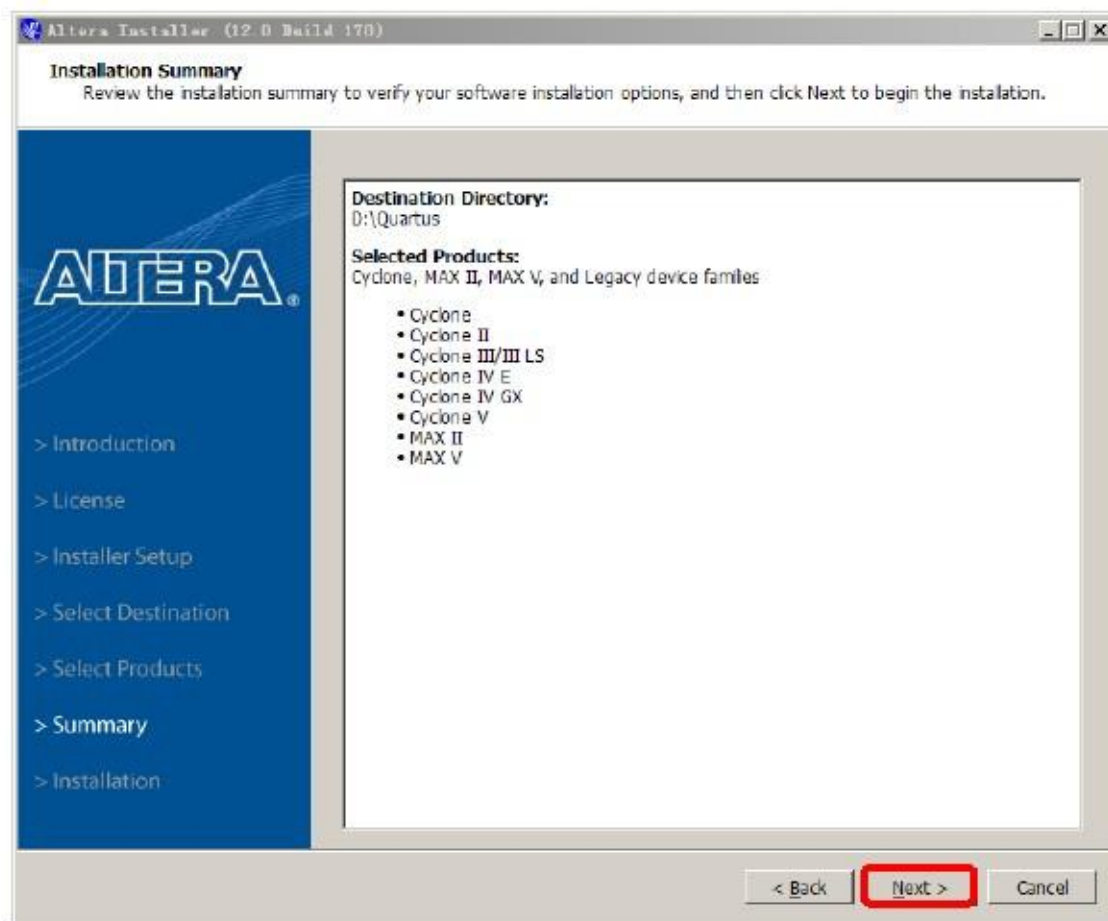 Altera Installer (12.0 Build 178)
Installation Summary
Review the installation summary to verify your software installation options, and then click Next to begin the installation.
ALTERA®
> Introduction
> License
> Installer Setup
> Select Destination
> Select Products
> Summary
> Installation
Destination Directory:
D:\Quartus
Selected Products:
Cyclone, MAX II, MAX V, and Legacy device families
• Cyclone
• Cyclone II
• Cyclone III/III LS
• Cyclone IV E
• Cyclone IV GX
• Cyclone V
• MAX II
• MAX V
< Back
Next >
Cancel